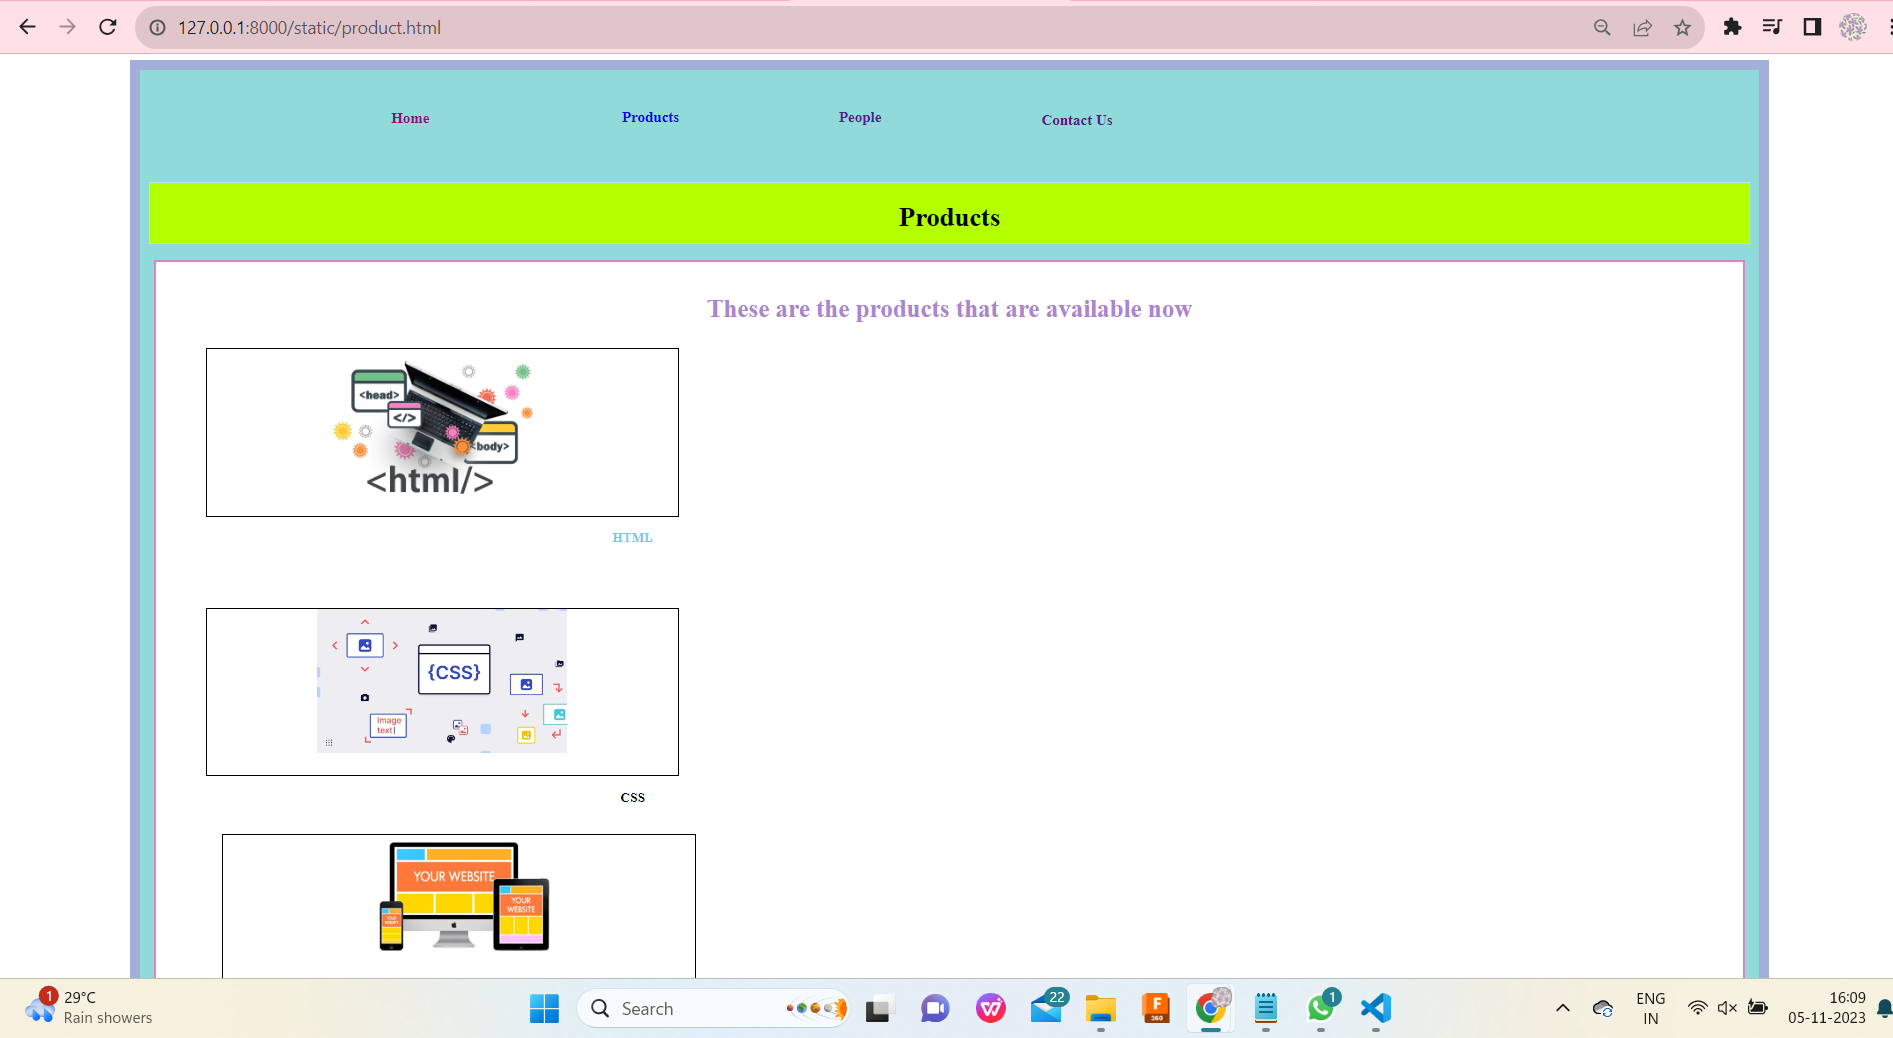 127.0.0.1:8000/static/product.html
Home Products People Contact Us
Products
These are the products that are available now
<head>
</>
<body>
<html/>
HTML
{CSS}
Image
text|
CSS
YOUR WEBSITE
YOUR
WEBSITE
1
29°C
Rain showers
Search
22
F
360
1
ENG
IN
16:09
05-11-2023